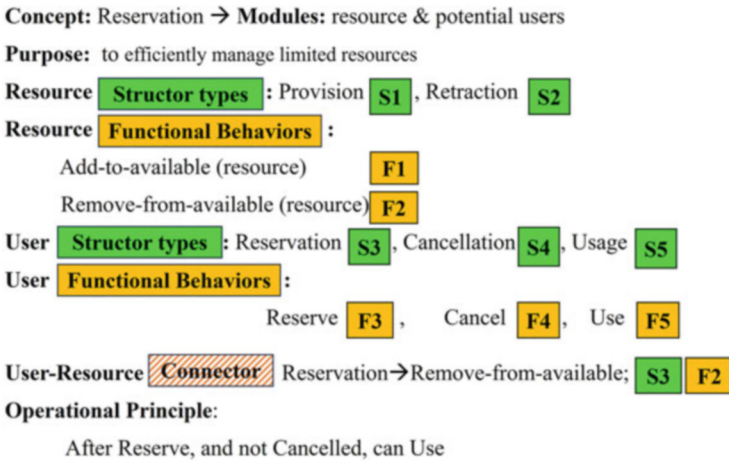 Concept: Reservation → Modules: resource & potential users
Purpose: to efficiently manage limited resources
Resource Structor types : Provision S1 , Retraction S2
Resource Functional Behaviors :
Add-to-available (resource) F1
Remove-from-available (resource) F2
User Structor types : Reservation S3 , Cancellation S4 , Usage S5
User Functional Behaviors :
Reserve F3 , Cancel F4 , Use F5
User-Resource Connector Reservation→Remove-from-available; S3 F2
Operational Principle:
After Reserve, and not Cancelled, can Use